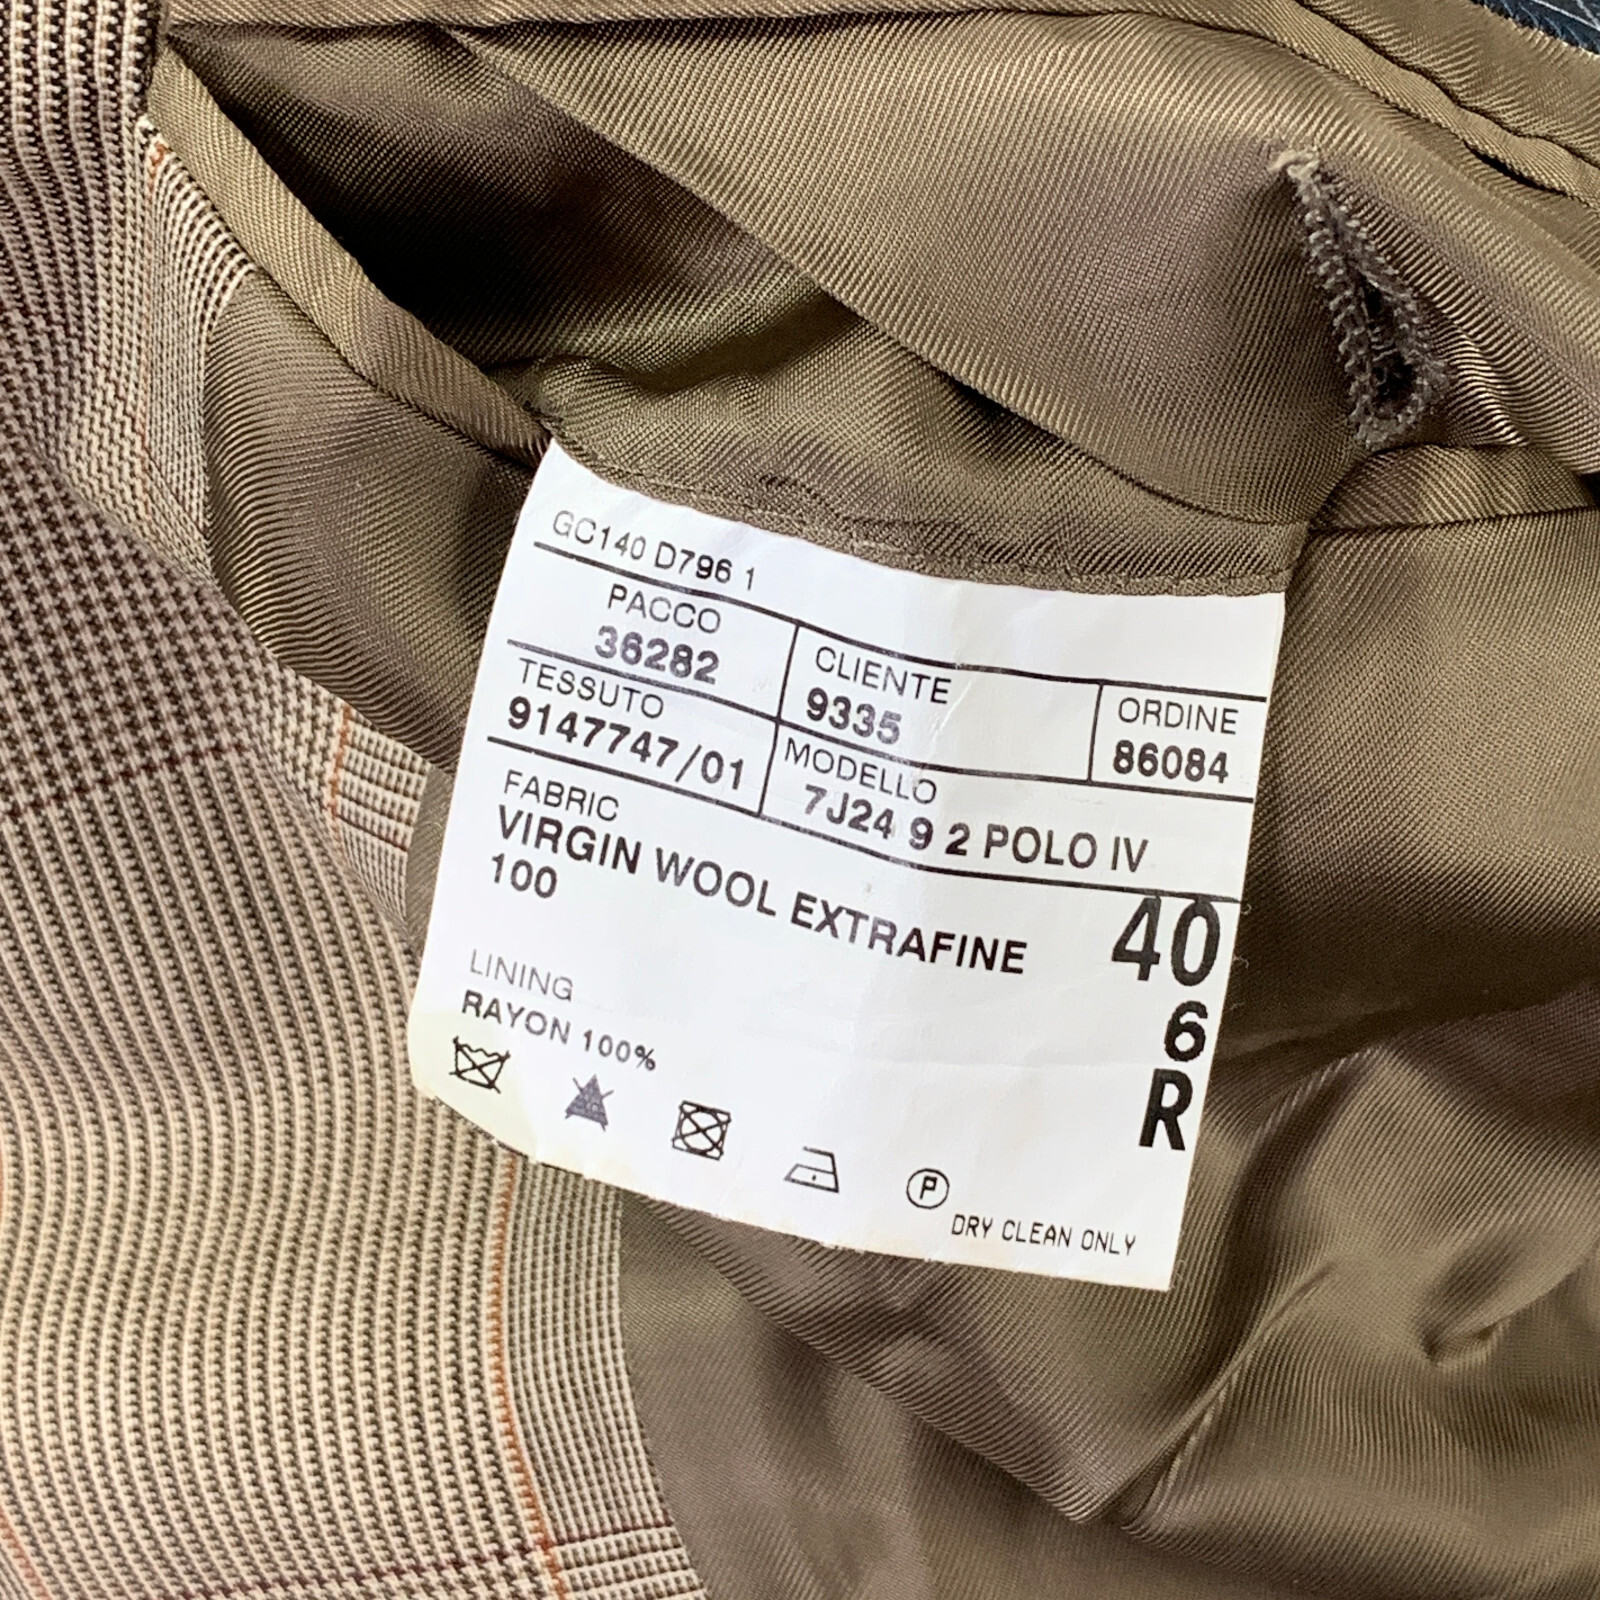 GC140 D796 1
PACCO
36282
CLIENTE
9335
ORDINE
86084
TESSUTO
9147747/01
MODELLO
7J24 9 2 POLO IV
FABRIC
VIRGIN WOOL EXTRAFINE
100
40
6
R
LINING
RAYON 100%
P
DRY CLEAN ONLY